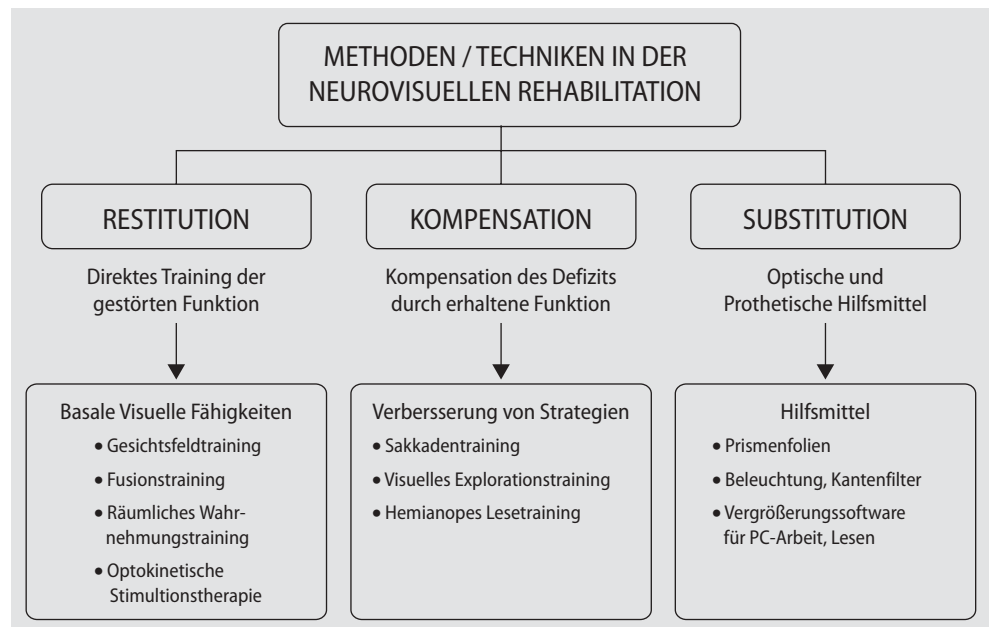 METHODEN / TECHNIKEN IN DER
NEUROVISUELLEN REHABILITATION
RESTITUTION
Direktes Training der
gestörten Funktion
Basale Visuelle Fähigkeiten
• Gesichtsfeldtraining
• Fusionstraining
• Räumliches Wahr-
nehmungstraining
• Optokinetische
Stimultionstherapie
KOMPENSATION
Kompensation des Defizits
durch erhaltene Funktion
Verbersserung von Strategien
• Sakkadentraining
• Visuelles Explorationstraining
• Hemianopes Lesetraining
SUBSTITUTION
Optische und
Prothetische Hilfsmittel
Hilfsmittel
• Prismenfolien
• Beleuchtung, Kantenfilter
• Vergrößerungssoftware
für PC-Arbeit, Lesen